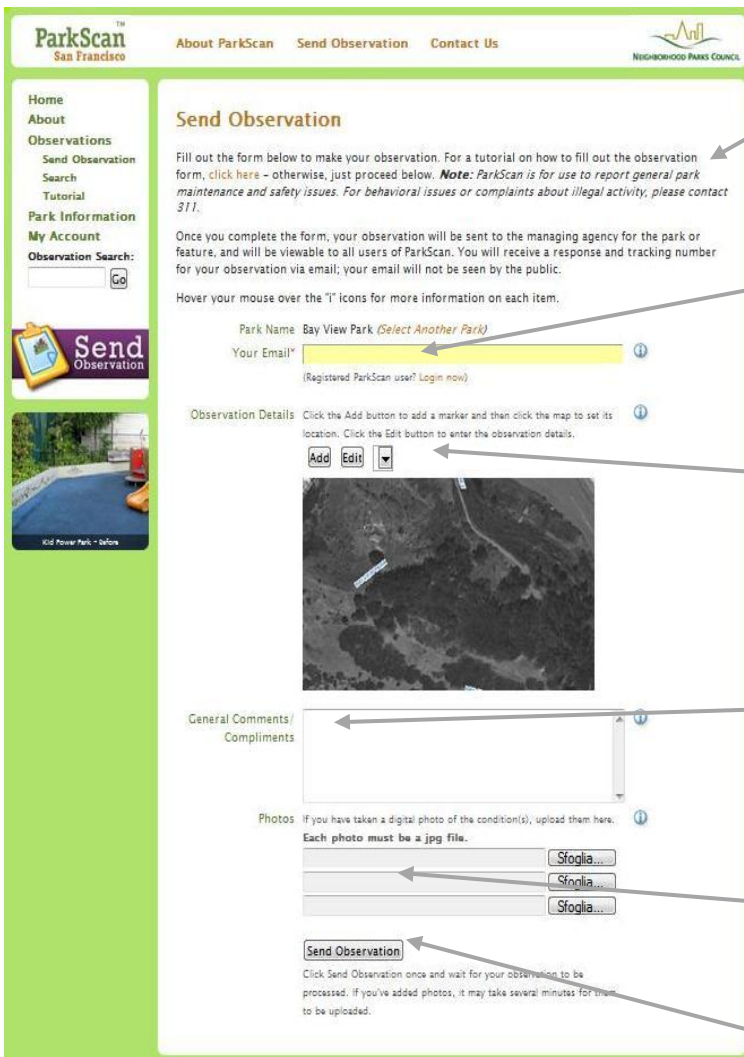 ParkScan™
San Francisco
About ParkScan Send Observation Contact Us
NEIGHBORHOOD PARKS COUNCIL
Home
About
Observations
Send Observation
Search
Tutorial
Park Information
My Account
Observation Search:
Go
Send
Observation
Kid Power Park - Before
Send Observation
Fill out the form below to make your observation. For a tutorial on how to fill out the observation
form, click here - otherwise, just proceed below. Note: ParkScan is for use to report general park
maintenance and safety issues. For behavioral issues or complaints about illegal activity, please contact
311.
Once you complete the form, your observation will be sent to the managing agency for the park or
feature, and will be viewable to all users of ParkScan. You will receive a response and tracking number
for your observation via email; your email will not be seen by the public.
Hover your mouse over the "i" icons for more information on each item.
Park Name Bay View Park (Select Another Park)
Your Email*
(Registered ParkScan user? Login now)
Observation Details Click the Add button to add a marker and then click the map to set its
location. Click the Edit button to enter the observation details.
Add Edit
General Comments/
Compliments
Photos If you have taken a digital photo of the condition(s), upload them here.
Each photo must be a jpg file.
Sfoglia...
Sfoglia...
Sfoglia...
Send Observation
Click Send Observation once and wait for your observation to be
processed. If you've added photos, it may take several minutes for them
to be uploaded.